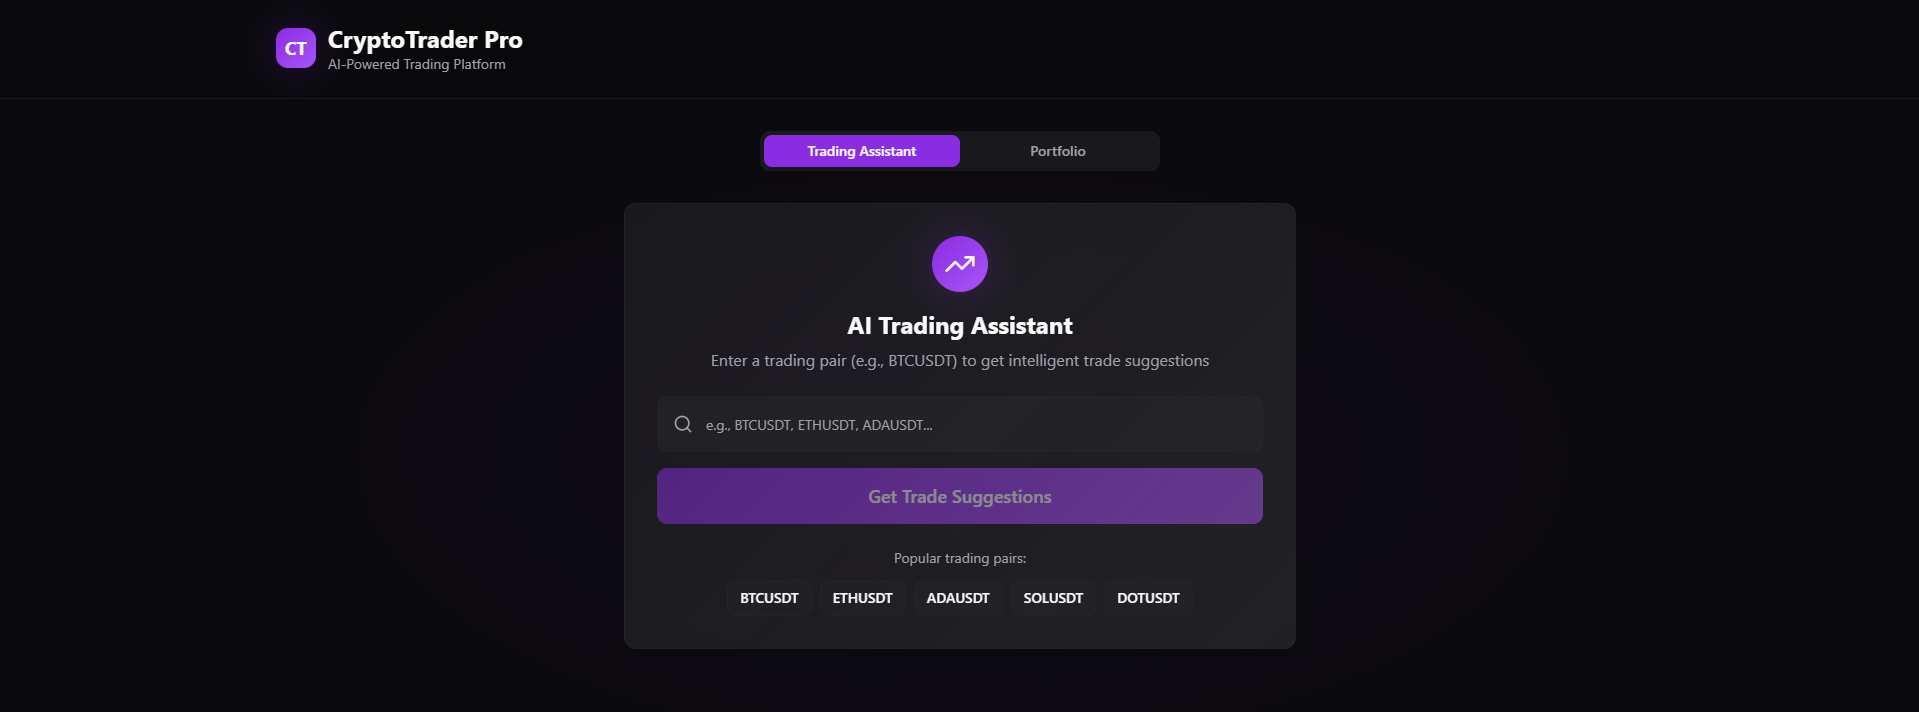 CT
CryptoTrader Pro
AI-Powered Trading Platform
Trading Assistant
Portfolio
AI Trading Assistant
Enter a trading pair (e.g., BTCUSDT) to get intelligent trade suggestions
e.g., BTCUSDT, ETHUSDT, ADAUSDT...
Get Trade Suggestions
Popular trading pairs:
BTCUSDT ETHUSDT ADAUSDT SOLUSDT DOTUSDT